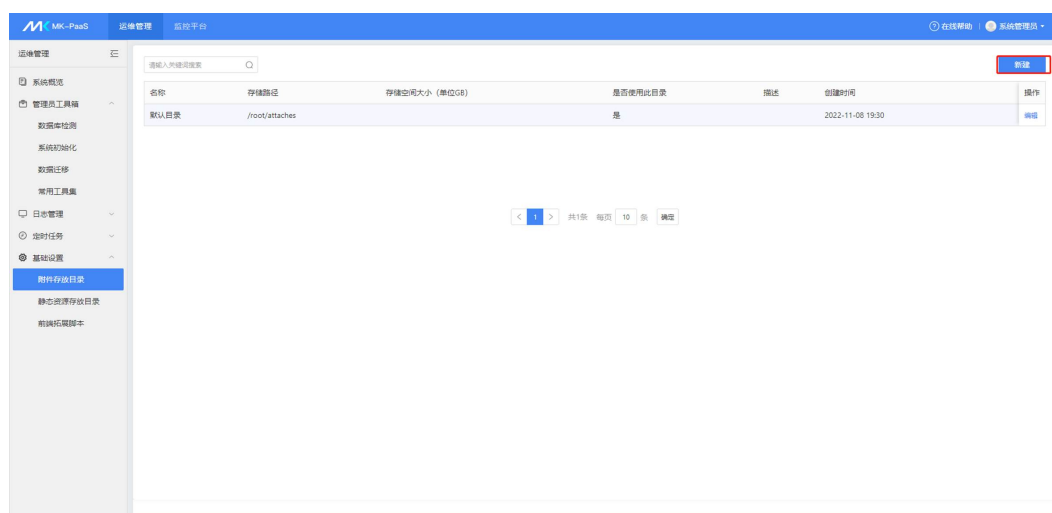 MK MK-PaaS 运维管理 监控平台 在线帮助 系统管理员
运维管理
请输入关键词搜索 新建
系统概览
名称 存储路径 存储空间大小（单位GB） 是否使用此目录 描述 创建时间 操作
管理员工具箱
默认目录 /root/attaches 是 2022-11-08 19:30 编辑
数据库检测
系统初始化
数据迁移
常用工具集
日志管理
1 共1条 每页 10 条 确定
定时任务
基础设置
附件存放目录
静态资源存放目录
前端拓展脚本